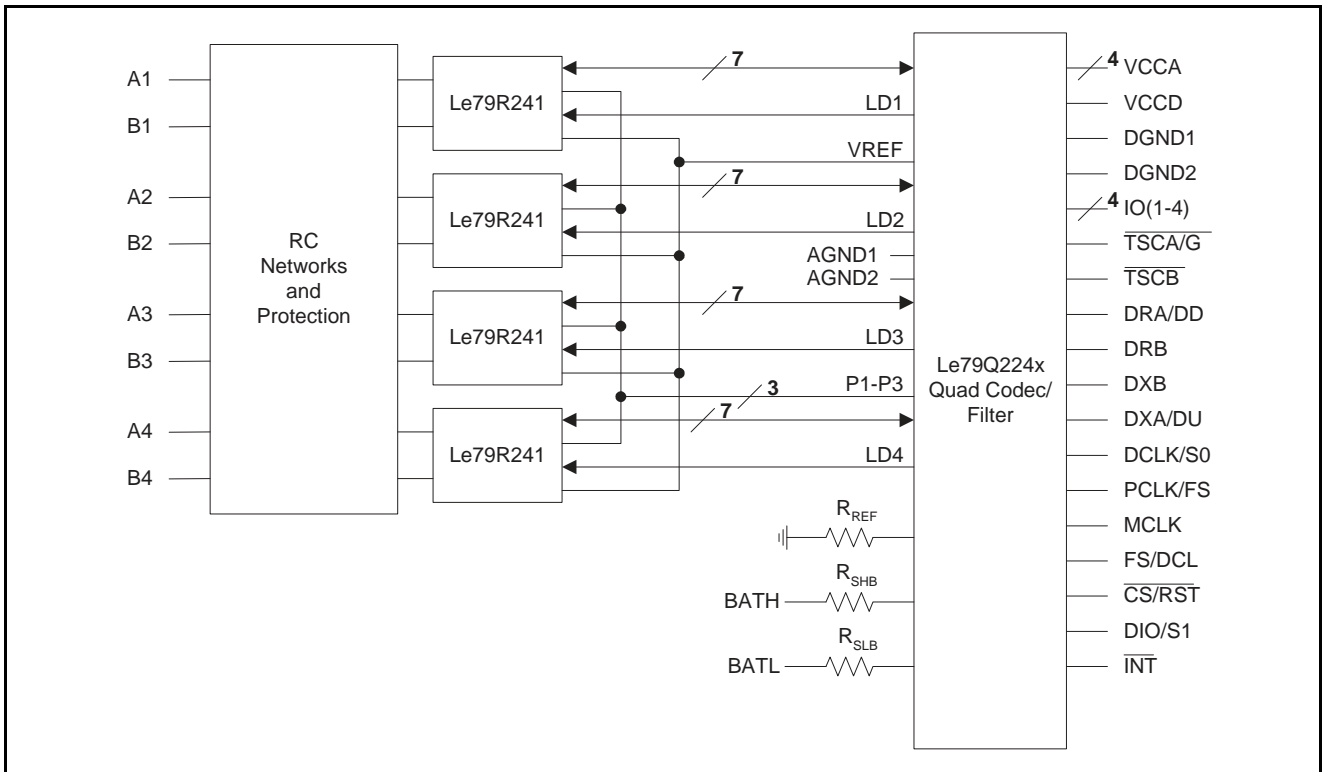 A1
B1
A2
B2
A3
B3
A4
B4
RC
Networks
and
Protection
Le79R241
Le79R241
Le79R241
Le79R241
7
LD1
VREF
7
LD2
AGND1
AGND2
7
LD3
P1-P3
3
7
LD4
RREF
RSHB
BATH
RSLB
BATL
Le79Q224x
Quad Codec/
Filter
4 VCCA
VCCD
DGND1
DGND2
4 IO(1-4)
TSCA/G
TSCB
DRA/DD
DRB
DXB
DXA/DU
DCLK/S0
PCLK/FS
MCLK
FS/DCL
CS/RST
DIO/S1
INT